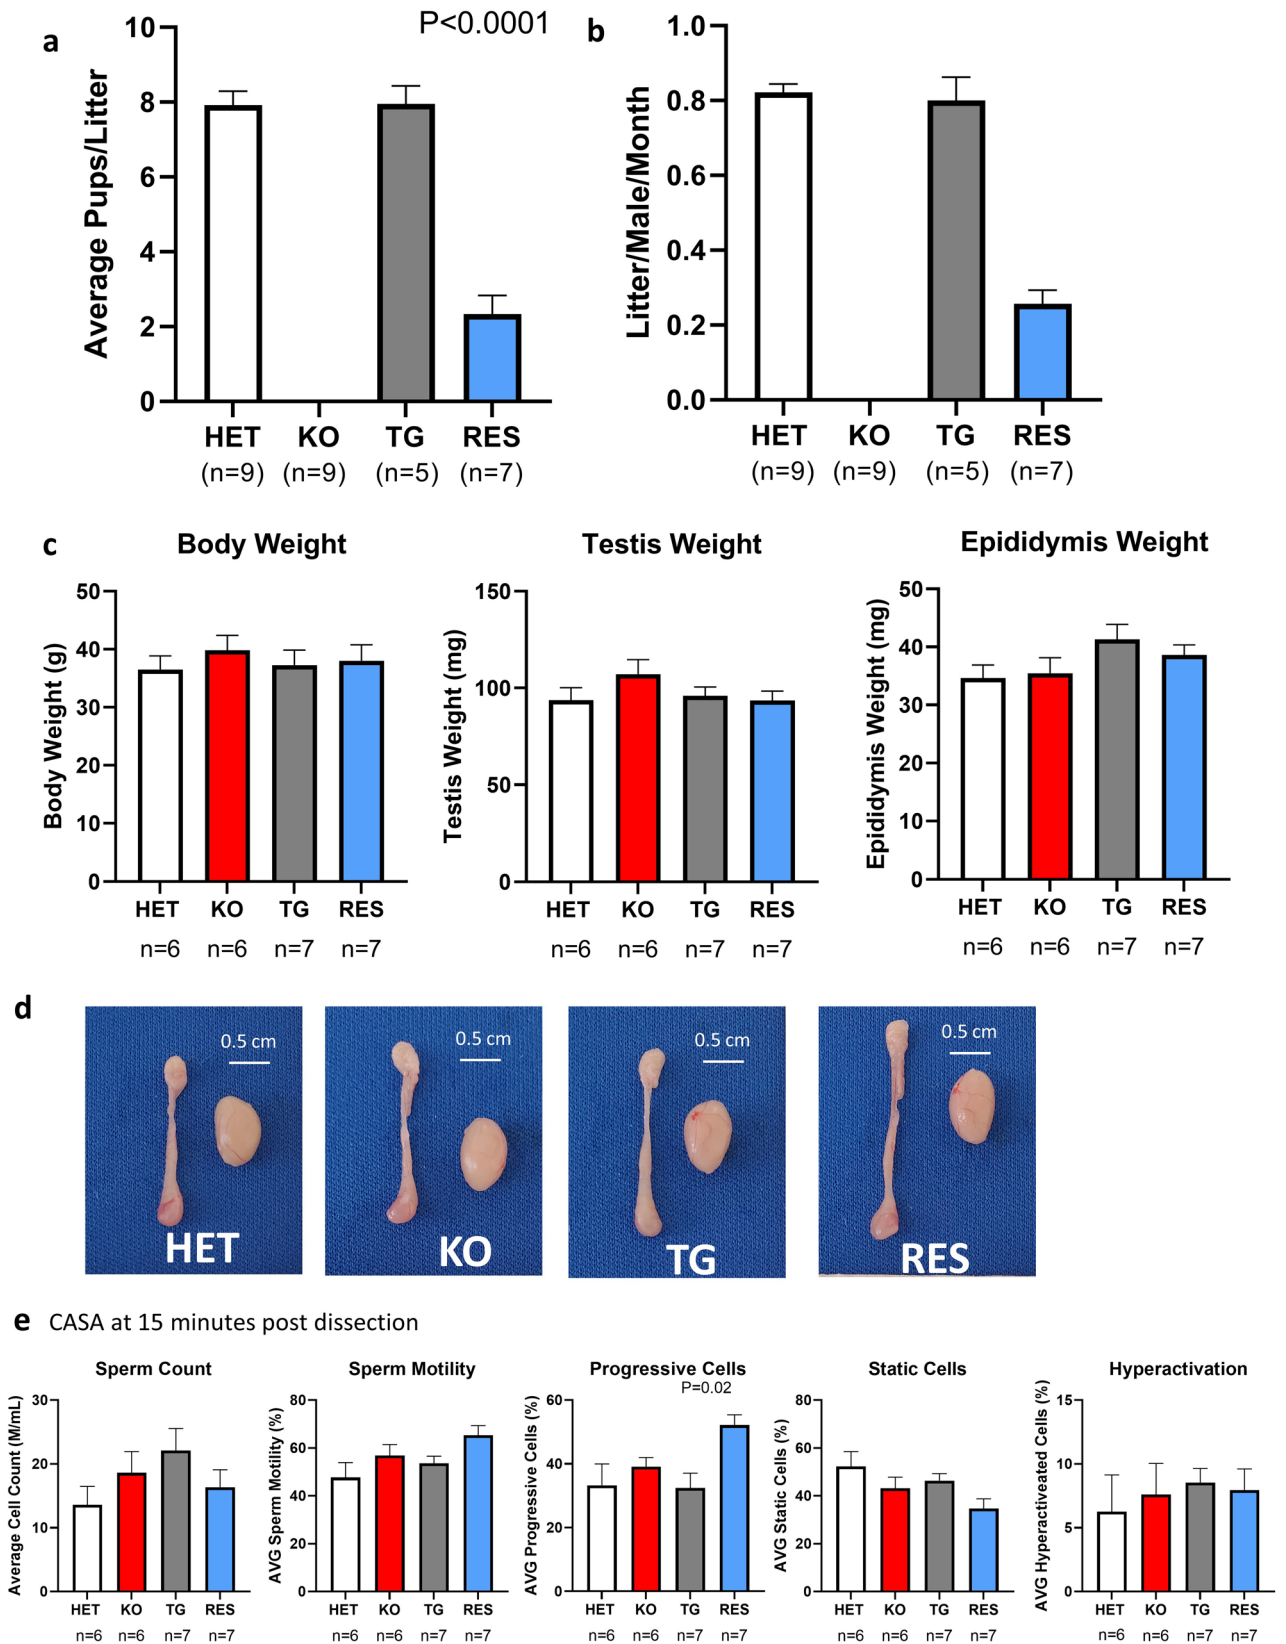 a
P<0.0001
Average Pups/Litter
10
8
6
4
2
0
HET KO TG RES
(n=9) (n=9) (n=5) (n=7)
b
Litter/Male/Month
1.0
0.8
0.6
0.4
0.2
0.0
HET KO TG RES
(n=9) (n=9) (n=5) (n=7)
c
Body Weight
Body Weight (g)
50
40
30
20
10
0
HET KO TG RES
n=6 n=6 n=7 n=7
Testis Weight
Testis Weight (mg)
150
100
50
0
HET KO TG RES
n=6 n=6 n=7 n=7
Epididymis Weight
Epididymis Weight (mg)
50
40
30
20
10
0
HET KO TG RES
n=6 n=6 n=7 n=7
d
0.5 cm
HET
0.5 cm
KO
0.5 cm
TG
0.5 cm
RES
e CASA at 15 minutes post dissection
Sperm Count
Average Cell Count (M/mL)
30
20
10
0
HET KO TG RES
n=6 n=6 n=7 n=7
Sperm Motility
AVG Sperm Motility (%)
80
60
40
20
0
HET KO TG RES
n=6 n=6 n=7 n=7
Progressive Cells
P=0.02
AVG Progressive Cells (%)
60
40
20
0
HET KO TG RES
n=6 n=6 n=7 n=7
Static Cells
AVG Static Cells (%)
80
60
40
20
0
HET KO TG RES
n=6 n=6 n=7 n=7
Hyperactivation
AVG Hyperactiveated Cells (%)
15
10
5
0
HET KO TG RES
n=6 n=6 n=7 n=7